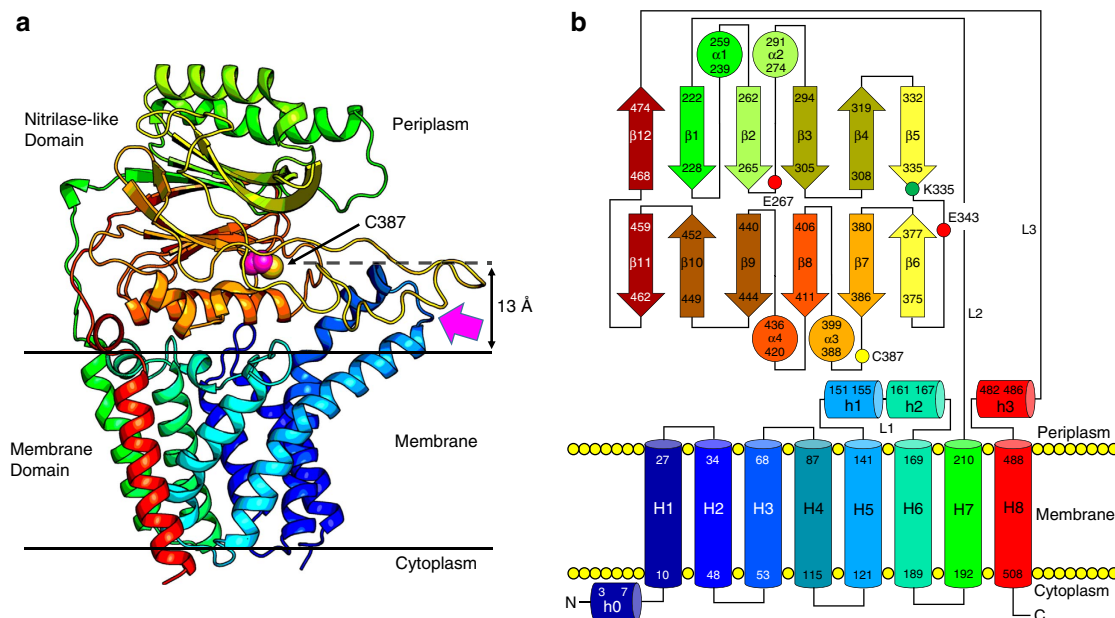 a
Nitrilase-like
Domain
Periplasm
C387
13 Å
Membrane
Domain
Membrane
Cytoplasm
b
259
α1
239
291
α2
274
474
β12
468
222
β1
228
262
β2
265
294
β3
305
319
β4
308
332
β5
335
K335
E267
E343
L3
459
β11
462
452
β10
449
440
β9
444
406
β8
411
380
β7
386
377
β6
375
L2
436
α4
420
399
α3
388
C387
151 155
h1
161 167
h2
482 486
h3
L1
Periplasm
27
H1
10
34
H2
48
68
H3
53
87
H4
115
141
H5
121
169
H6
189
210
H7
192
488
H8
508
Membrane
Cytoplasm
N
3 7
h0
C